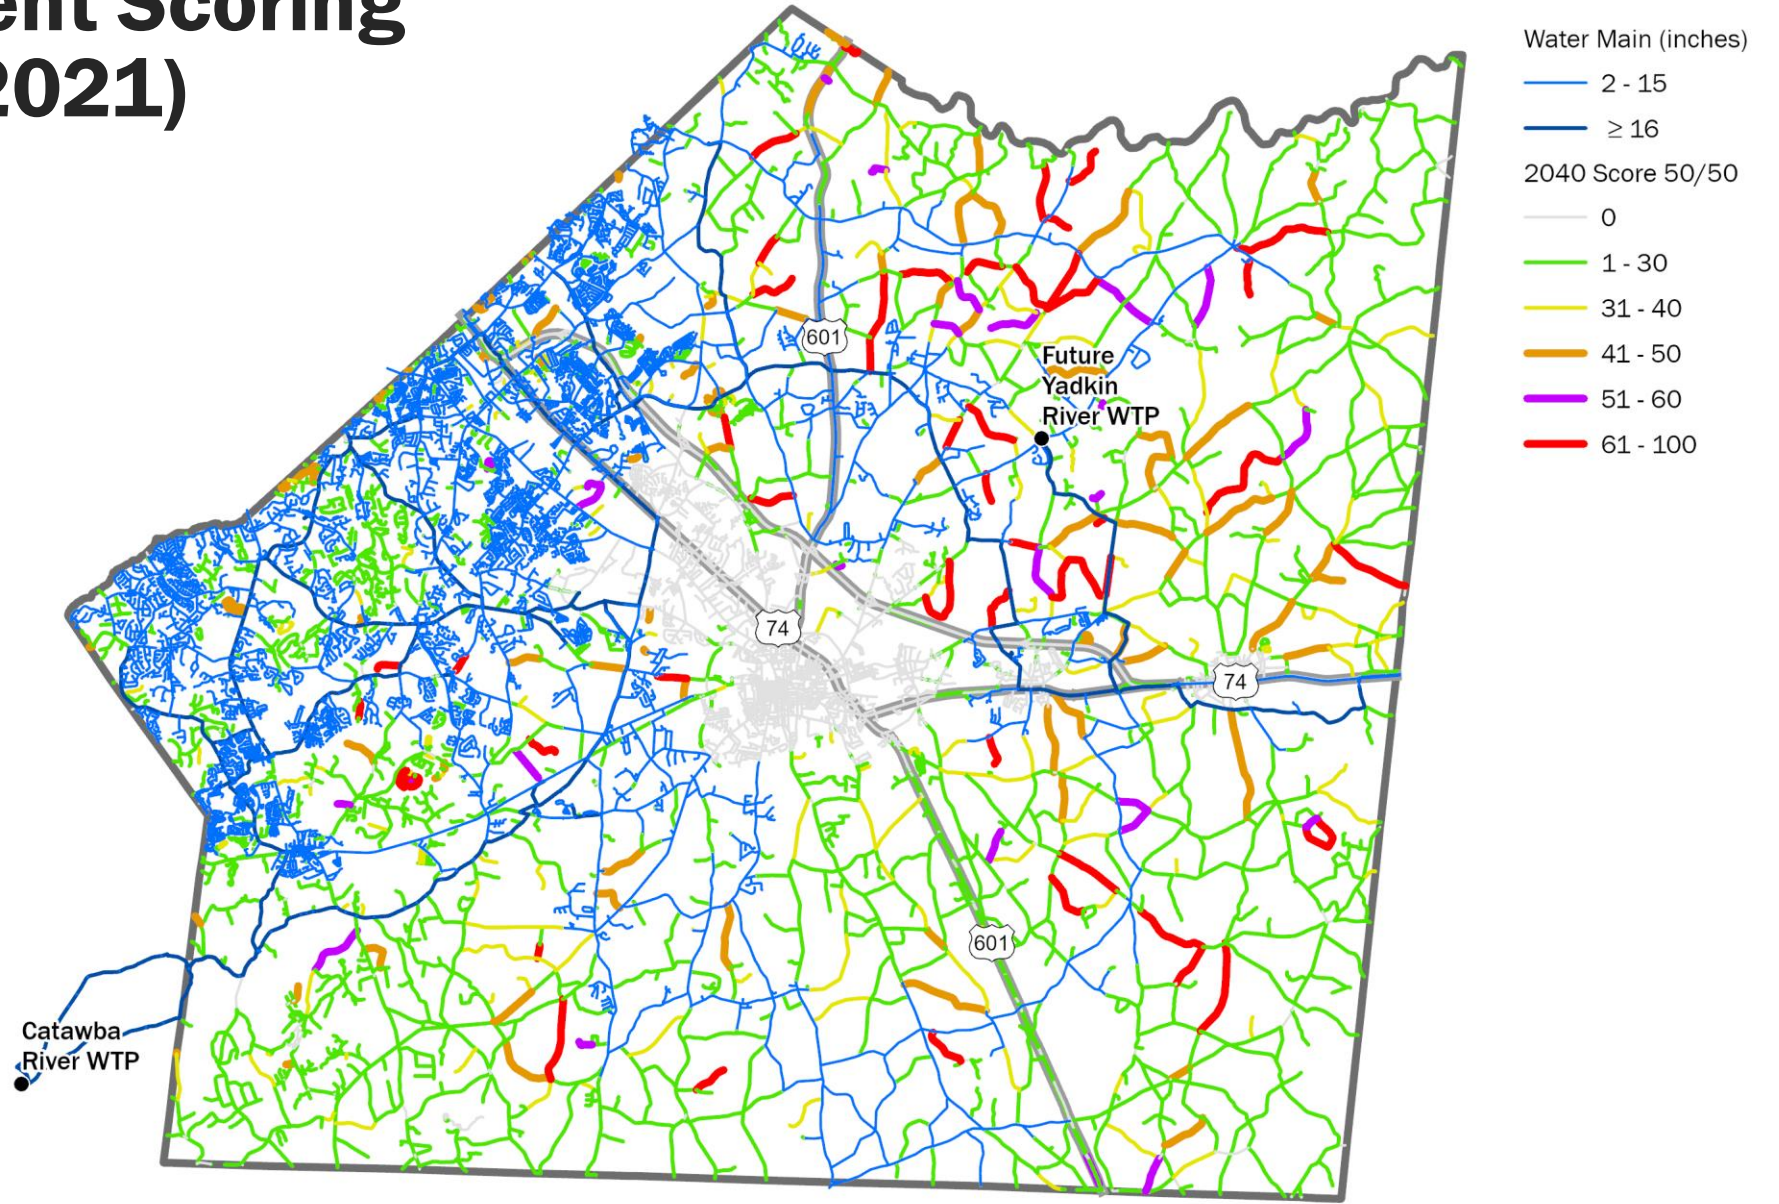 ent Scoring
2021)
Water Main (inches)
2 - 15
≥ 16
2040 Score 50/50
0
1 - 30
31 - 40
41 - 50
51 - 60
61 - 100
601
Future
Yadkin
River WTP
74
74
601
Catawba
River WTP